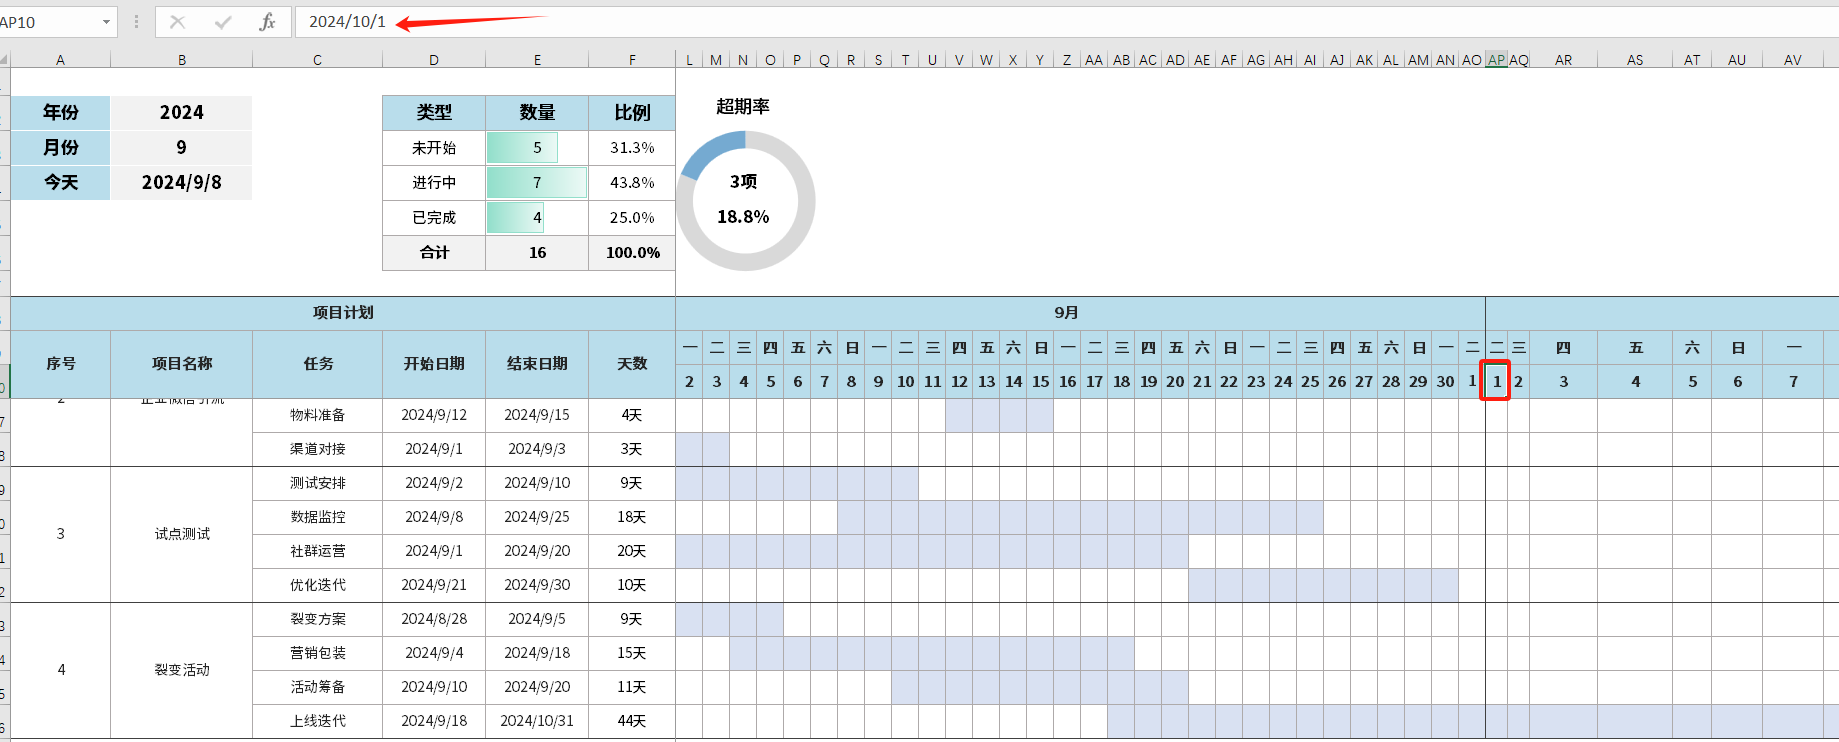 AP10 fx 2024/10/1
A B C D E F L M N O P Q R S T U V W X Y Z AA AB AC AD AE AF AG AH AI AJ AK AL AM AN AO AP AQ AR AS AT AU AV
年份 2024
月份 9
今天 2024/9/8
类型 数量 比例
未开始 5 31.3%
进行中 7 43.8%
已完成 4 25.0%
合计 16 100.0%
超期率
3项
18.8%
项目计划 9月
序号 项目名称 任务 开始日期 结束日期 天数
一 二 三 四 五 六 日 一 二 三 四 五 六 日 一 二 三 四 五 六 日 一 二 三 四 五 六 日 一 二 二 三 四 五 六 日 一
2 3 4 5 6 7 8 9 10 11 12 13 14 15 16 17 18 19 20 21 22 23 24 25 26 27 28 29 30 1 1 2 3 4 5 6 7
物料准备 2024/9/12 2024/9/15 4天
渠道对接 2024/9/1 2024/9/3 3天
测试安排 2024/9/2 2024/9/10 9天
数据监控 2024/9/8 2024/9/25 18天
3 试点测试
社群运营 2024/9/1 2024/9/20 20天
优化迭代 2024/9/21 2024/9/30 10天
裂变方案 2024/8/28 2024/9/5 9天
营销包装 2024/9/4 2024/9/18 15天
4 裂变活动
活动筹备 2024/9/10 2024/9/20 11天
上线迭代 2024/9/18 2024/10/31 44天